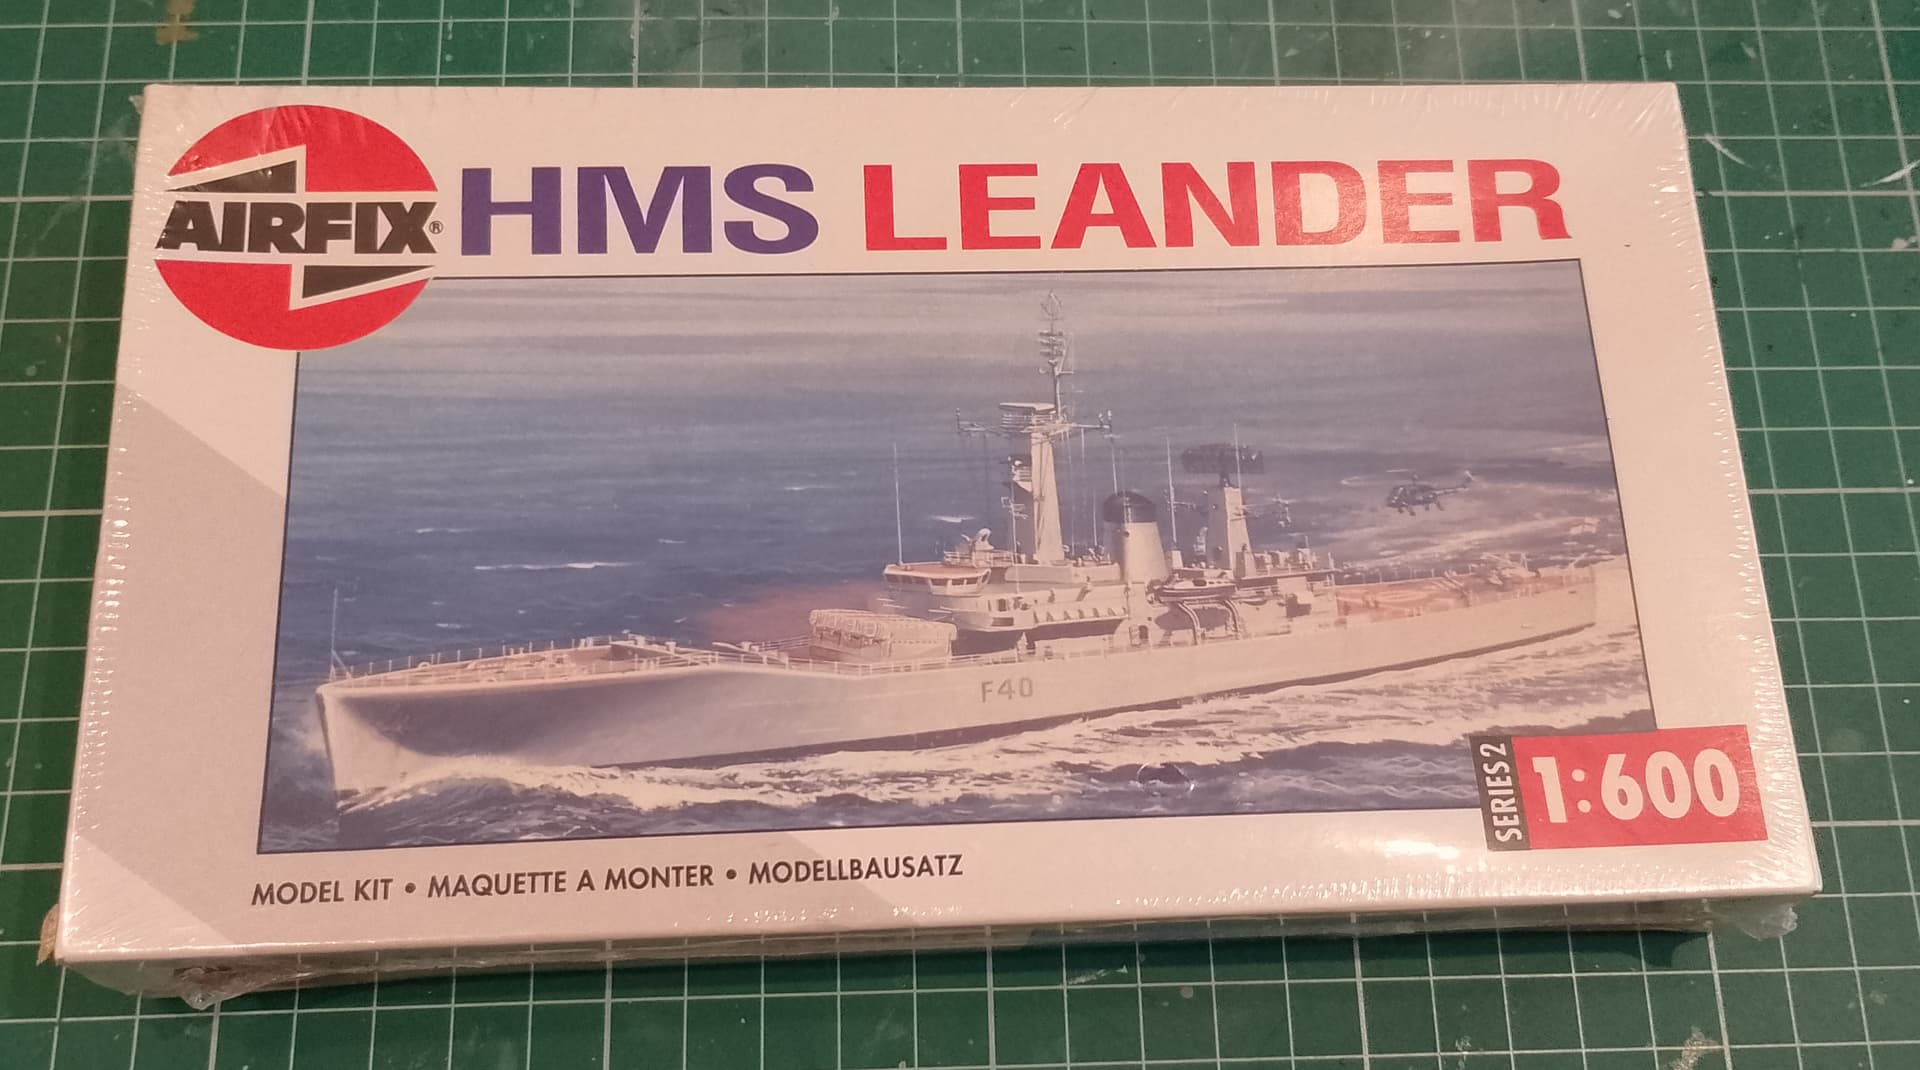 AIRFIX®
HMS LEANDER
F40
SERIES 2
1:600
MODEL KIT • MAQUETTE A MONTER • MODELLBAUSATZ